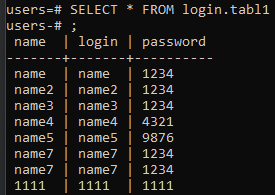 users=# SELECT * FROM login.tabl1
users-# ;
 name  | login | password
-------+-------+----------
 name  | name  | 1234
 name2 | name2 | 1234
 name3 | name3 | 1234
 name4 | name4 | 4321
 name5 | name5 | 9876
 name7 | name7 | 1234
 name7 | name7 | 1234
 1111  | 1111  | 1111